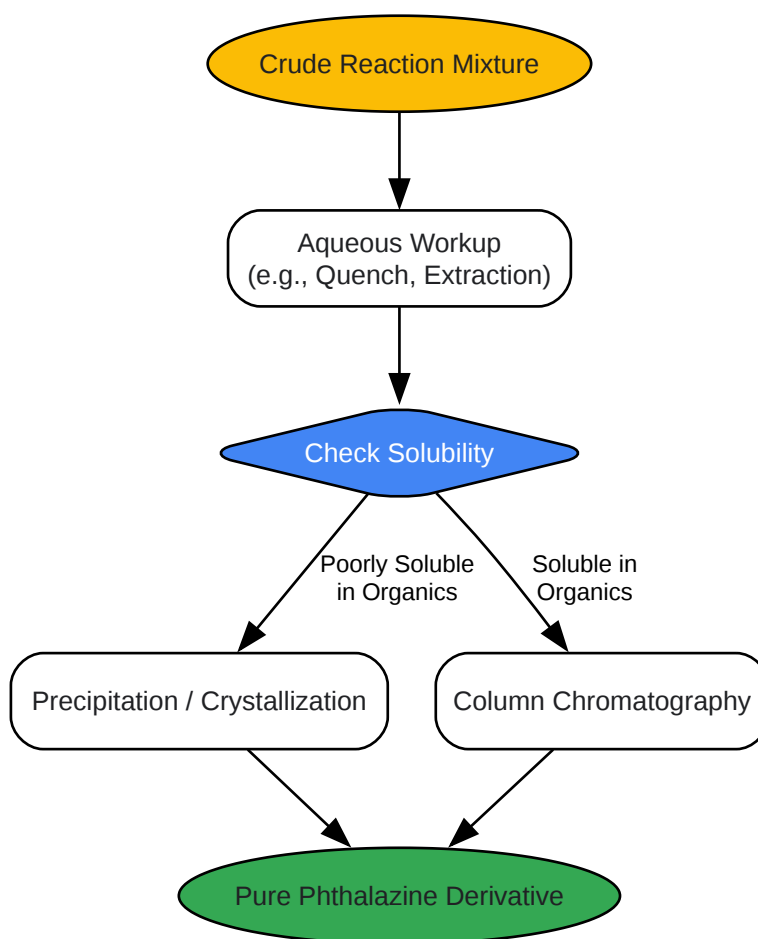 Crude Reaction Mixture
Aqueous Workup
(e.g., Quench, Extraction)
Check Solubility
Poorly Soluble
in Organics
Soluble in
Organics
Precipitation / Crystallization
Column Chromatography
Pure Phthalazine Derivative